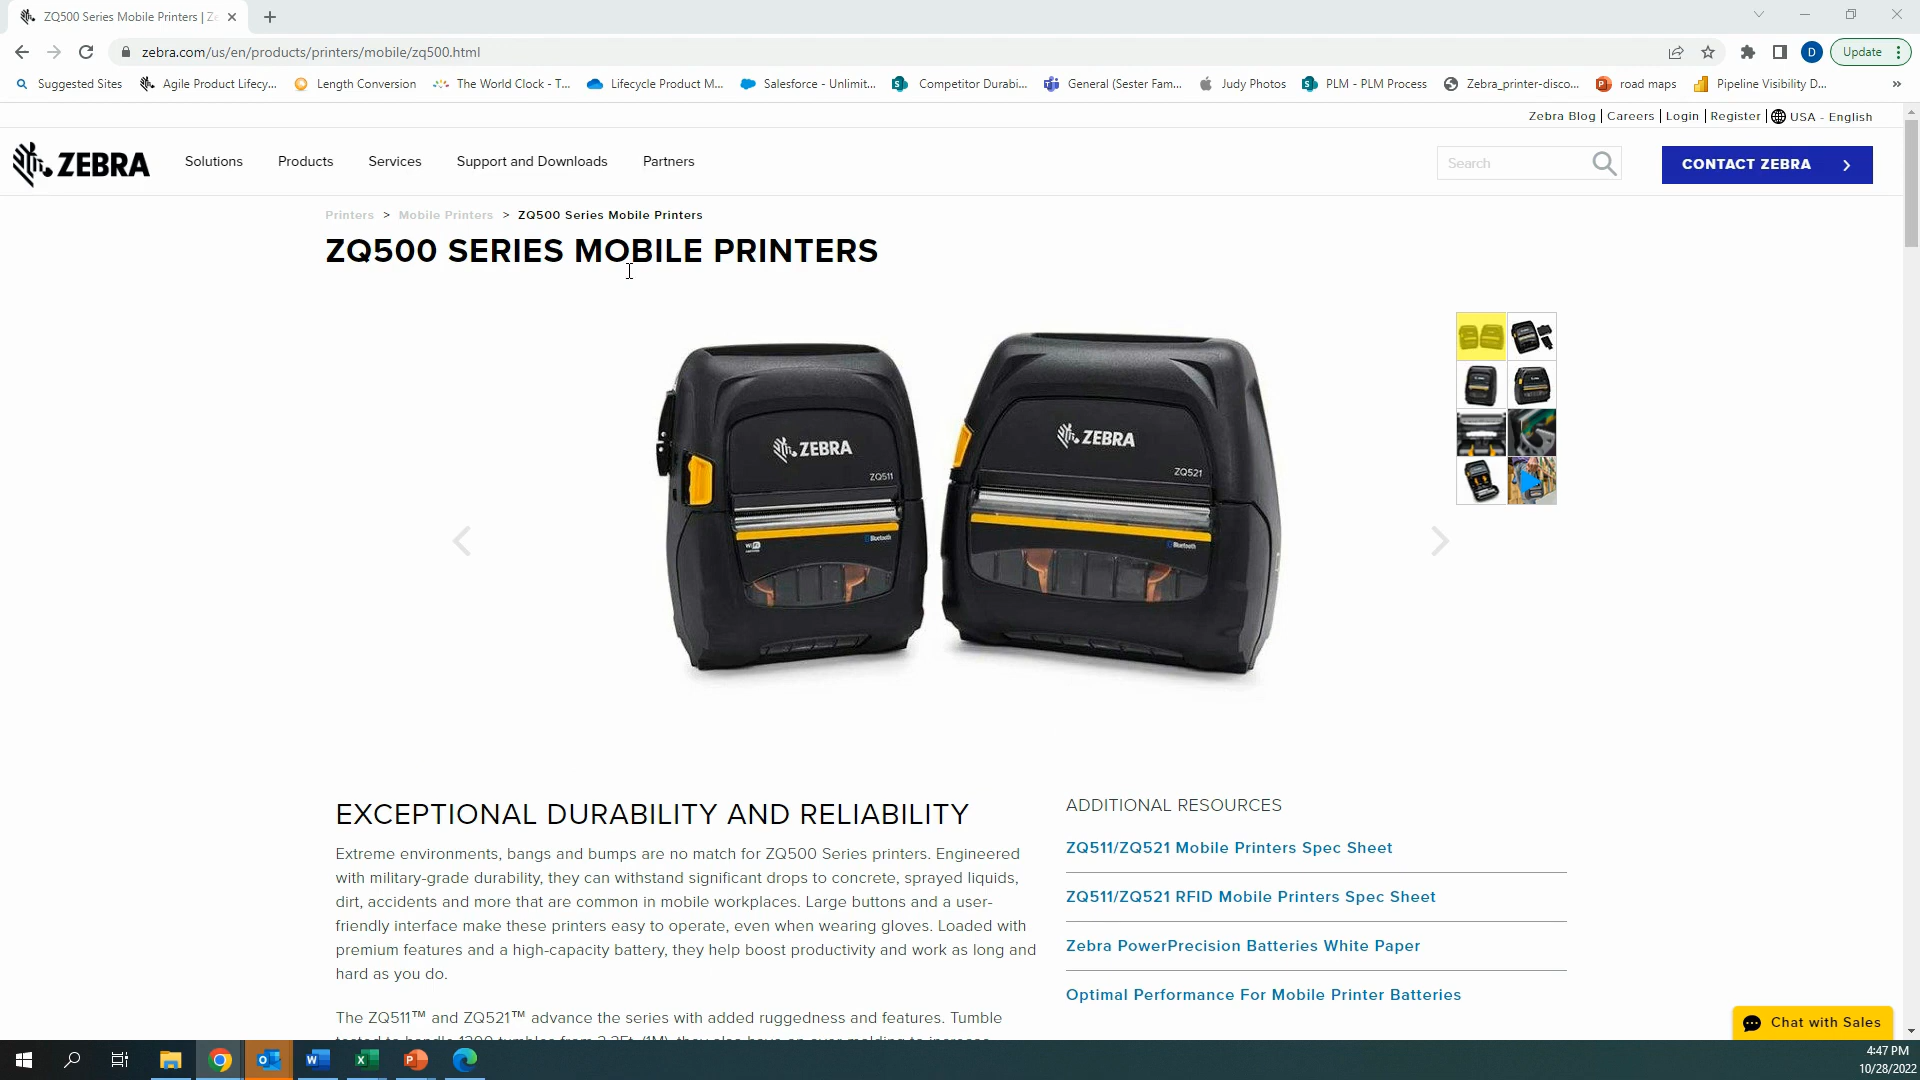 ZQ500 Series Mobile Printers | Ze
zebra.com/us/en/products/printers/mobile/zq500.html
D
Update
Suggested Sites
Agile Product Lifecy...
Length Conversion
The World Clock - T...
Lifecycle Product M...
Salesforce - Unlimit...
Competitor Durabi...
General (Sester Fam...
Judy Photos
PLM - PLM Process
Zebra_printer-disco...
road maps
Pipeline Visibility D...
»
Zebra Blog | Careers | Login | Register | USA - English
ZEBRA
Solutions
Products
Services
Support and Downloads
Partners
Search
CONTACT ZEBRA >
Printers > Mobile Printers > ZQ500 Series Mobile Printers
ZQ500 SERIES MOBILE PRINTERS
ZEBRA
ZQ511
WiFi
Bluetooth
ZEBRA
ZQ521
Bluetooth
EXCEPTIONAL DURABILITY AND RELIABILITY
Extreme environments, bangs and bumps are no match for ZQ500 Series printers. Engineered
with military-grade durability, they can withstand significant drops to concrete, sprayed liquids,
dirt, accidents and more that are common in mobile workplaces. Large buttons and a user-
friendly interface make these printers easy to operate, even when wearing gloves. Loaded with
premium features and a high-capacity battery, they help boost productivity and work as long and
hard as you do.
The ZQ511™ and ZQ521™ advance the series with added ruggedness and features. Tumble
ADDITIONAL RESOURCES
ZQ511/ZQ521 Mobile Printers Spec Sheet
ZQ511/ZQ521 RFID Mobile Printers Spec Sheet
Zebra PowerPrecision Batteries White Paper
Optimal Performance For Mobile Printer Batteries
Chat with Sales
4:47 PM
10/28/2022